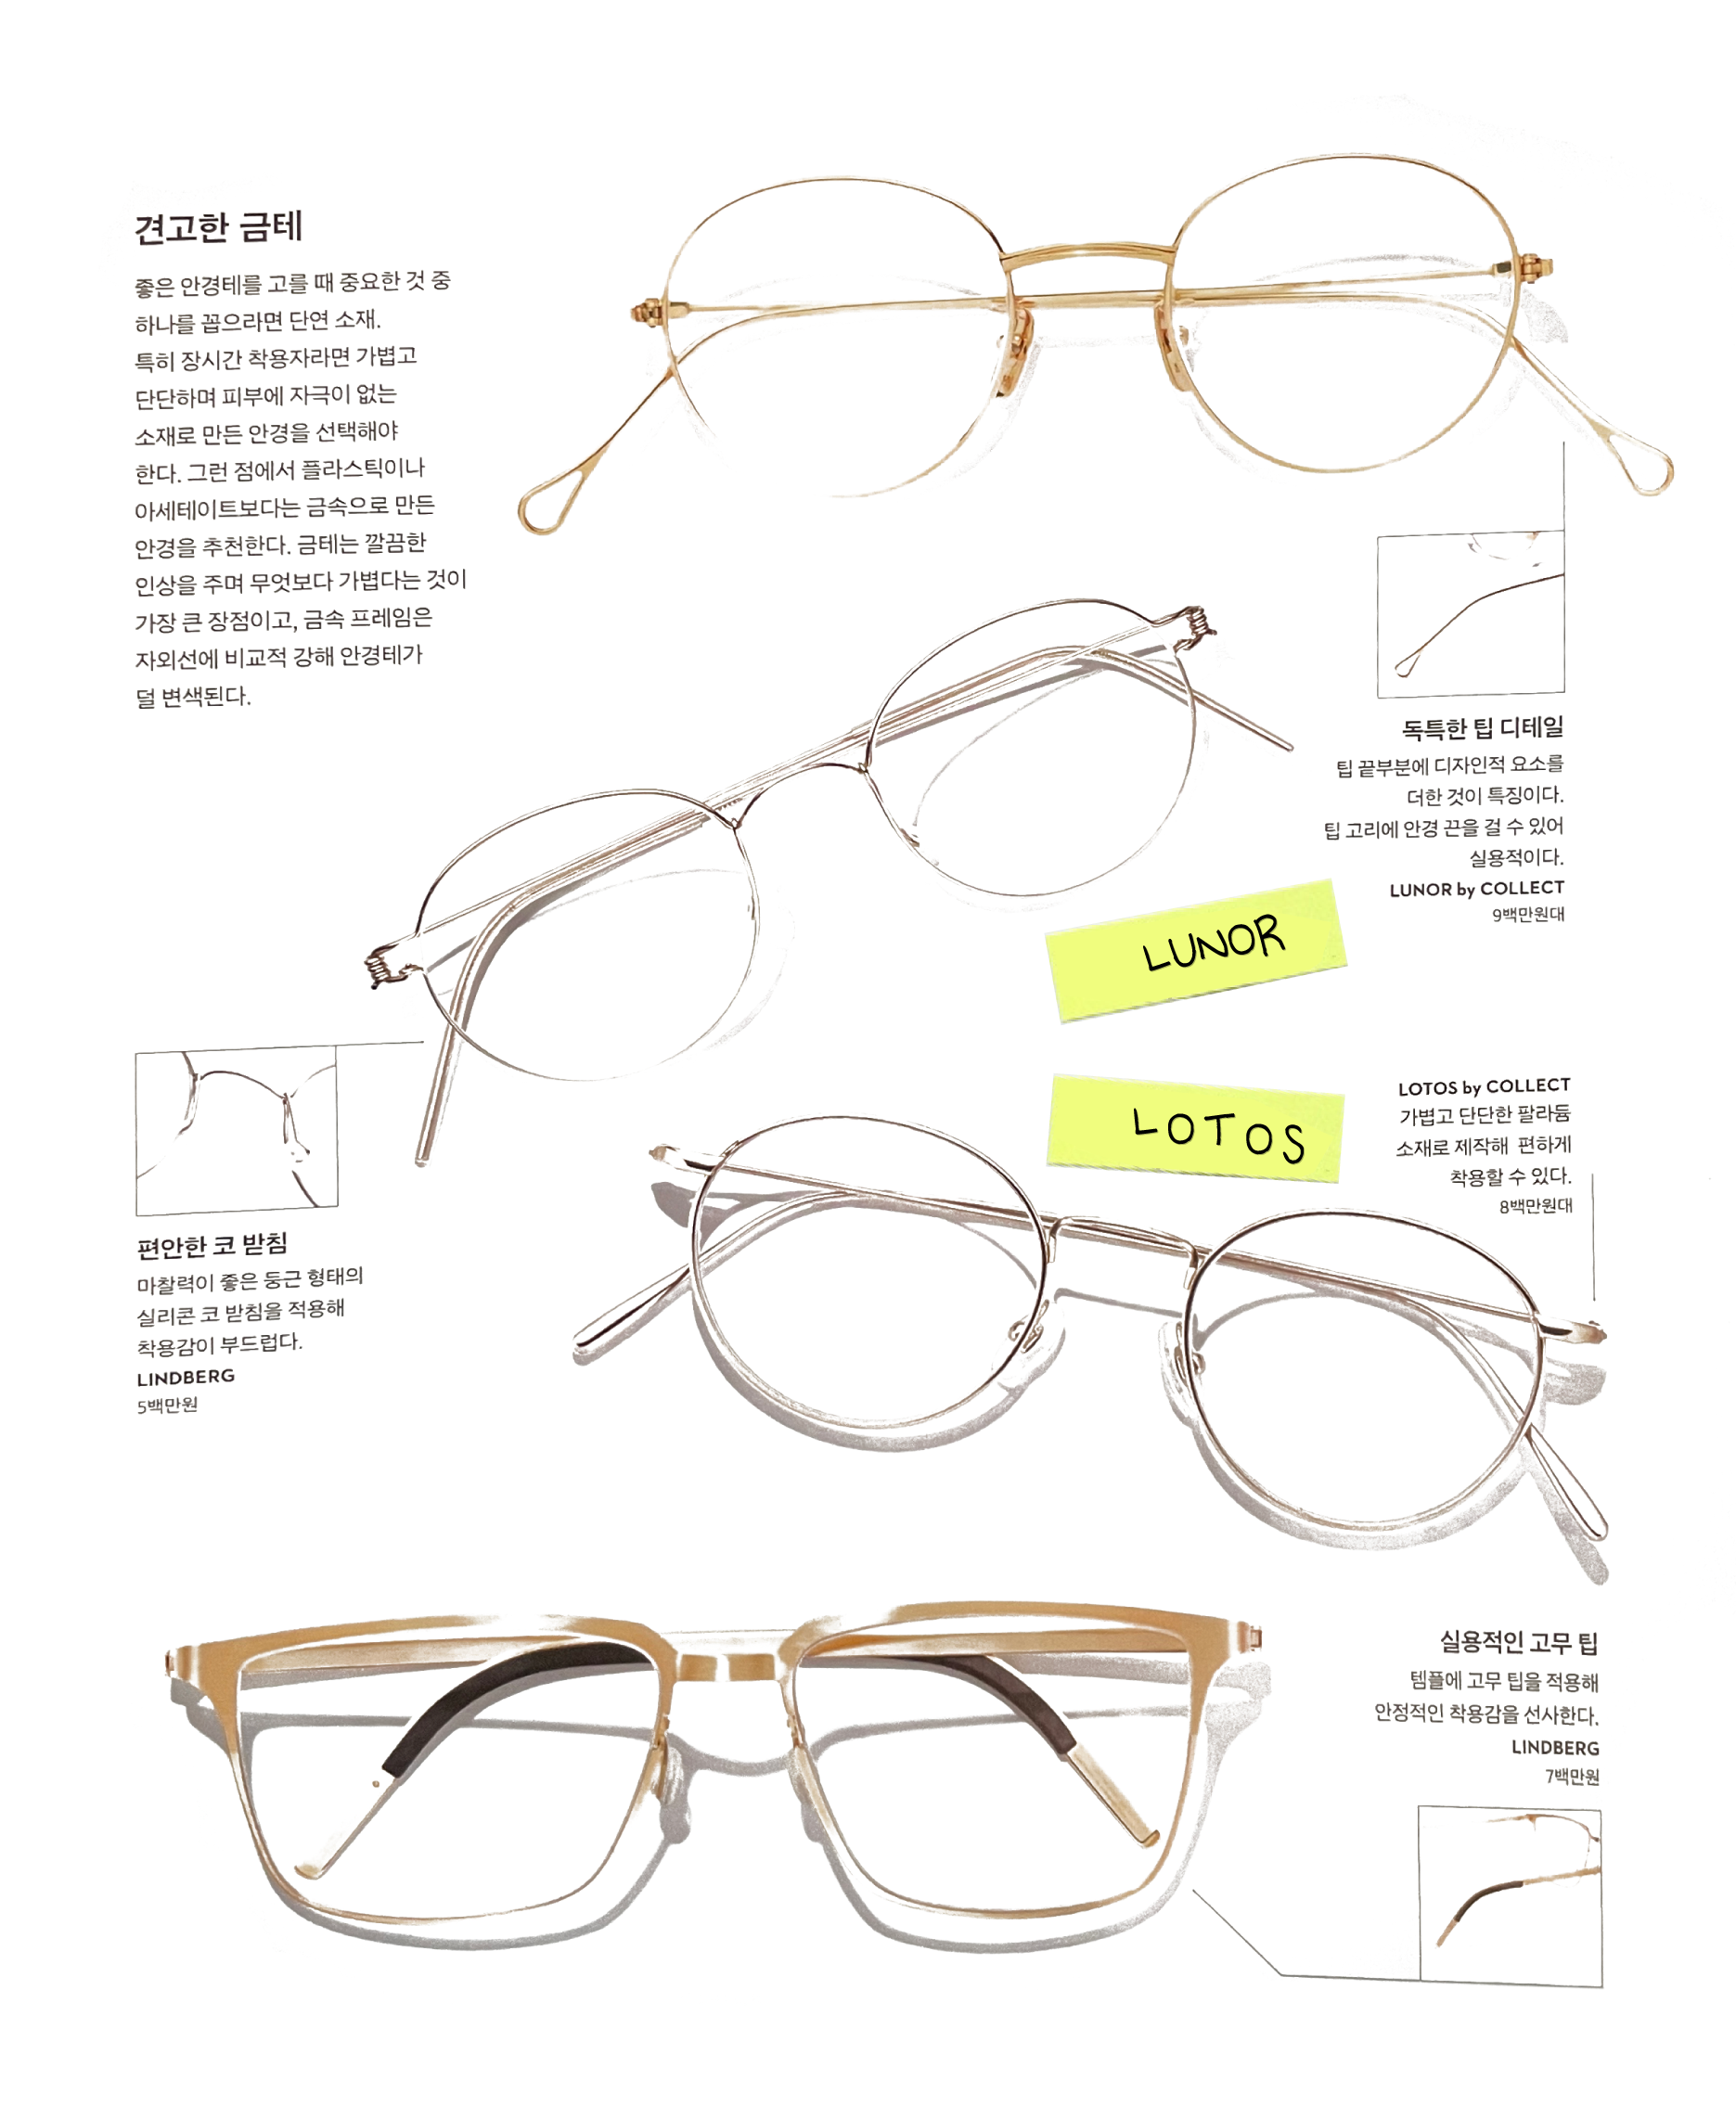 견고한 금테
좋은 안경테를 고를 때 중요한 것 중
하나를 꼽으라면 단연 소재.
특히 장시간 착용자라면 가볍고
단단하며 피부에 자극이 없는
소재로 만든 안경을 선택해야
한다. 그런 점에서 플라스틱이나
아세테이트보다는 금속으로 만든
안경을 추천한다. 금테는 깔끔한
인상을 주며 무엇보다 가볍다는 것이
가장 큰 장점이고, 금속 프레임은
자외선에 비교적 강해 안경테가
덜 변색된다.
독특한 팁 디테일
팁 끝부분에 디자인적 요소를
더한 것이 특징이다.
팁 고리에 안경 끈을 걸 수 있어
실용적이다.
LUNOR by COLLECT
9백만원대
LUNOR
LOTOS
LOTOS by COLLECT
가볍고 단단한 팔라듐
소재로 제작해 편하게
착용할 수 있다.
8백만원대
편안한 코 받침
마찰력이 좋은 둥근 형태의
실리콘 코 받침을 적용해
착용감이 부드럽다.
LINDBERG
5백만원
실용적인 고무 팁
템플에 고무 팁을 적용해
안정적인 착용감을 선사한다.
LINDBERG
7백만원